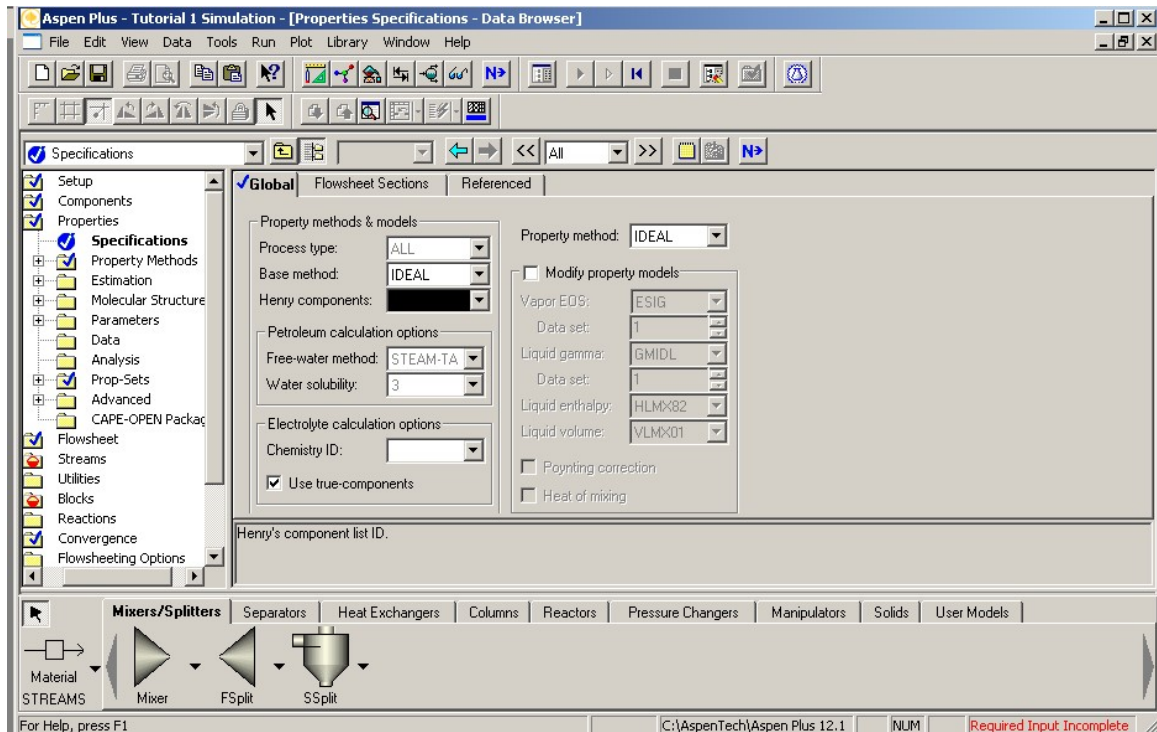 Aspen Plus - Tutorial 1 Simulation - [Properties Specifications - Data Browser]
File Edit View Data Tools Run Plot Library Window Help
N>
Specifications
<< All >> N>
Setup
Components
Properties
Specifications
Property Methods
Estimation
Molecular Structure
Parameters
Data
Analysis
Prop-Sets
Advanced
CAPE-OPEN Packag
Flowsheet
Streams
Utilities
Blocks
Reactions
Convergence
Flowsheeting Options
Global Flowsheet Sections Referenced
Property methods & models
Process type: ALL
Base method: IDEAL
Henry components:
Petroleum calculation options
Free-water method: STEAM-TA
Water solubility: 3
Electrolyte calculation options
Chemistry ID:
Use true-components
Property method: IDEAL
Modify property models
Vapor EOS: ESIG
Data set: 1
Liquid gamma: GMIDL
Data set: 1
Liquid enthalpy: HLMX82
Liquid volume: VLMX01
Poynting correction
Heat of mixing
Henry's component list ID.
Mixers/Splitters Separators Heat Exchangers Columns Reactors Pressure Changers Manipulators Solids User Models
Material
STREAMS Mixer FSplit SSplit
For Help, press F1 C:\AspenTech\Aspen Plus 12.1 NUM Required Input Incomplete